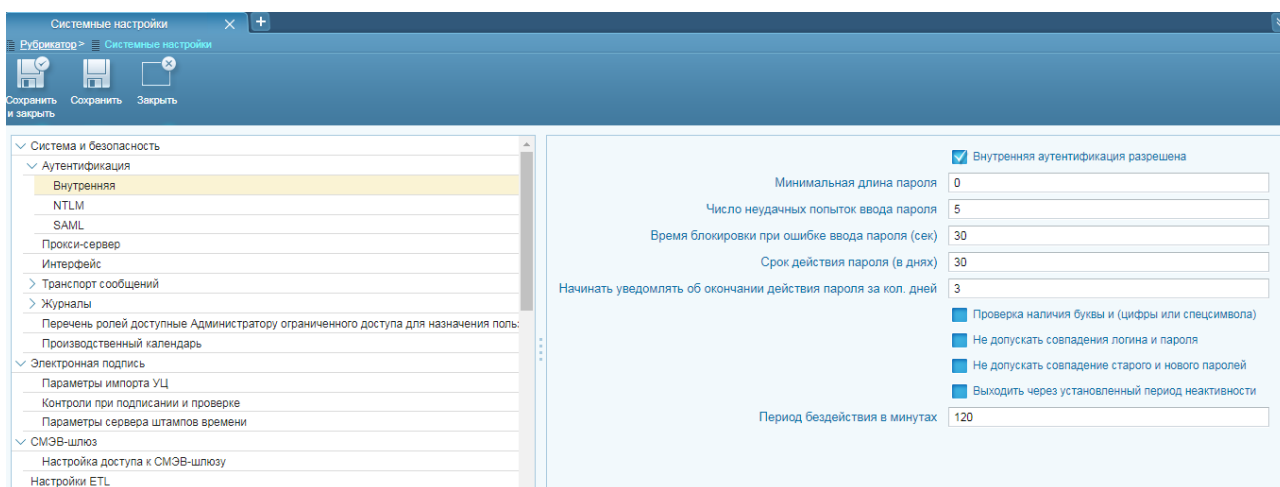 Системные настройки
Рубрикатор > Системные настройки
Сохранить и закрыть
Сохранить
Закрыть
Система и безопасность
Аутентификация
Внутренняя
NTLM
SAML
Прокси-сервер
Интерфейс
Транспорт сообщений
Журналы
Перечень ролей доступные Администратору ограниченного доступа для назначения поль
Производственный календарь
Электронная подпись
Параметры импорта УЦ
Контроли при подписании и проверке
Параметры сервера штампов времени
СМЭВ-шлюз
Настройка доступа к СМЭВ-шлюзу
Настройки ETL
Внутренняя аутентификация разрешена
Минимальная длина пароля 0
Число неудачных попыток ввода пароля 5
Время блокировки при ошибке ввода пароля (сек) 30
Срок действия пароля (в днях) 30
Начинать уведомлять об окончании действия пароля за кол. дней 3
Проверка наличия буквы и (цифры или спецсимвола)
Не допускать совпадения логина и пароля
Не допускать совпадение старого и нового паролей
Выходить через установленный период неактивности
Период бездействия в минутах 120